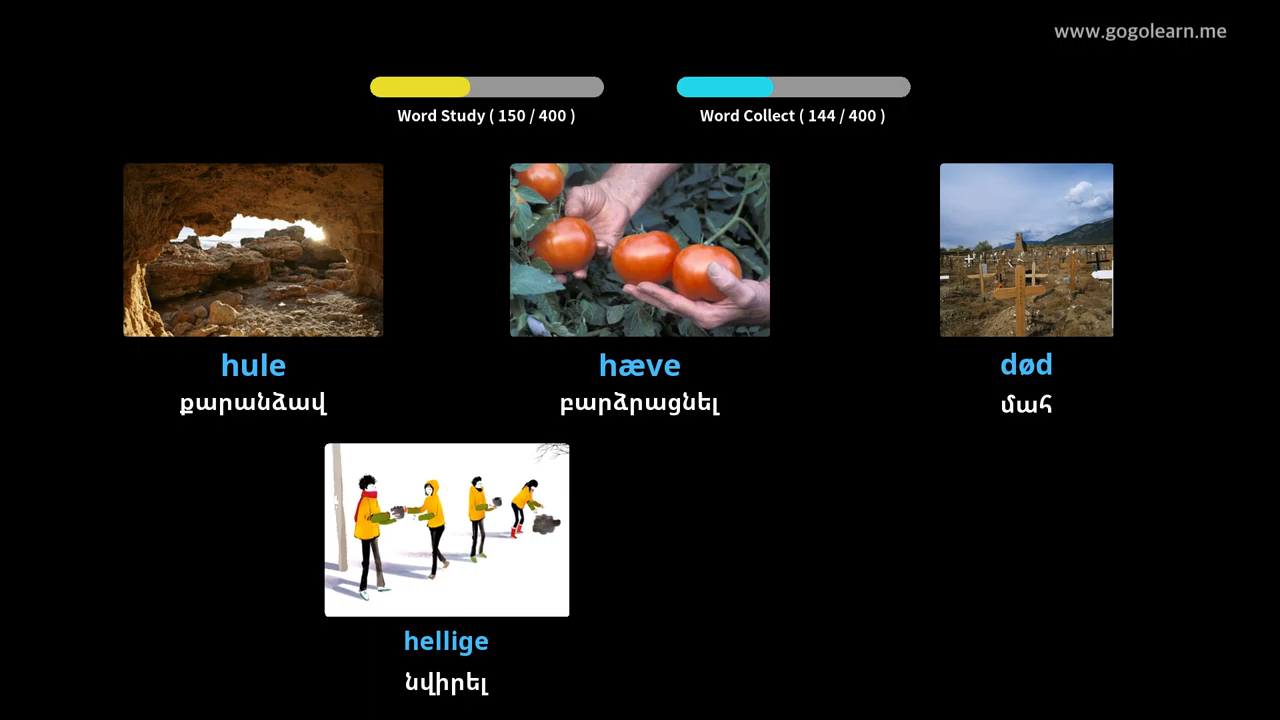 www.gogolearn.me
Word Study ( 150 / 400 )
Word Collect ( 144 / 400 )
hule
քարանձավ
hæve
բարձրացնել
død
մահ
hellige
նվիրել